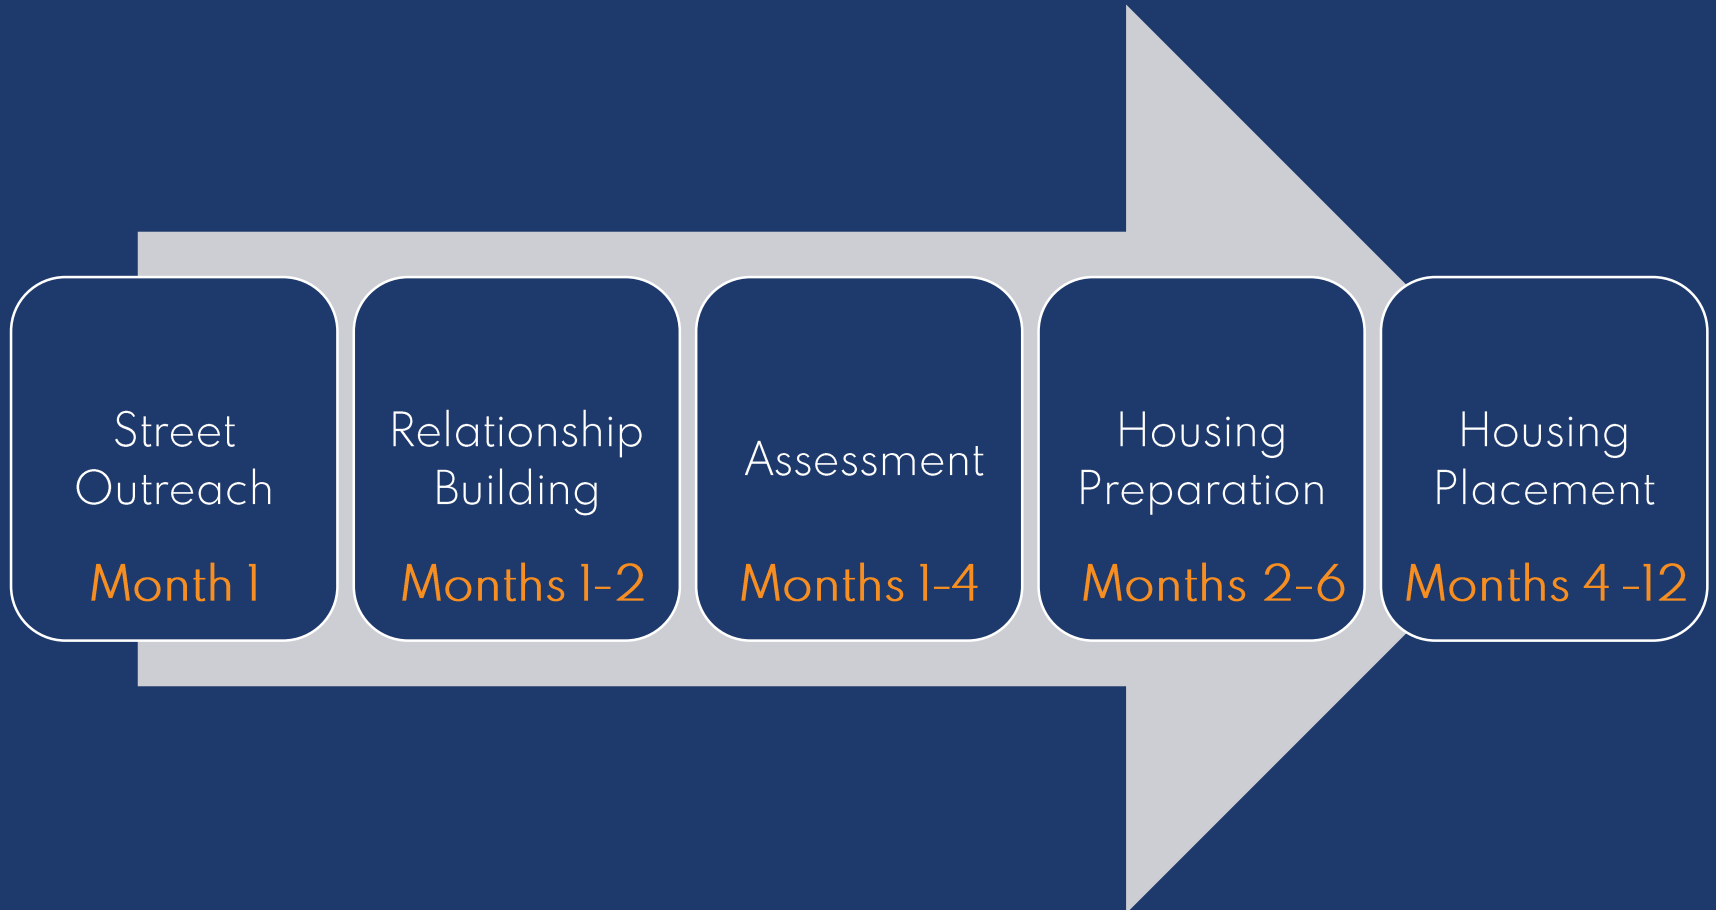 Street
Outreach
Month 1
Relationship
Building
Months 1-2
Assessment
Months 1-4
Housing
Preparation
Months 2-6
Housing
Placement
Months 4 -12